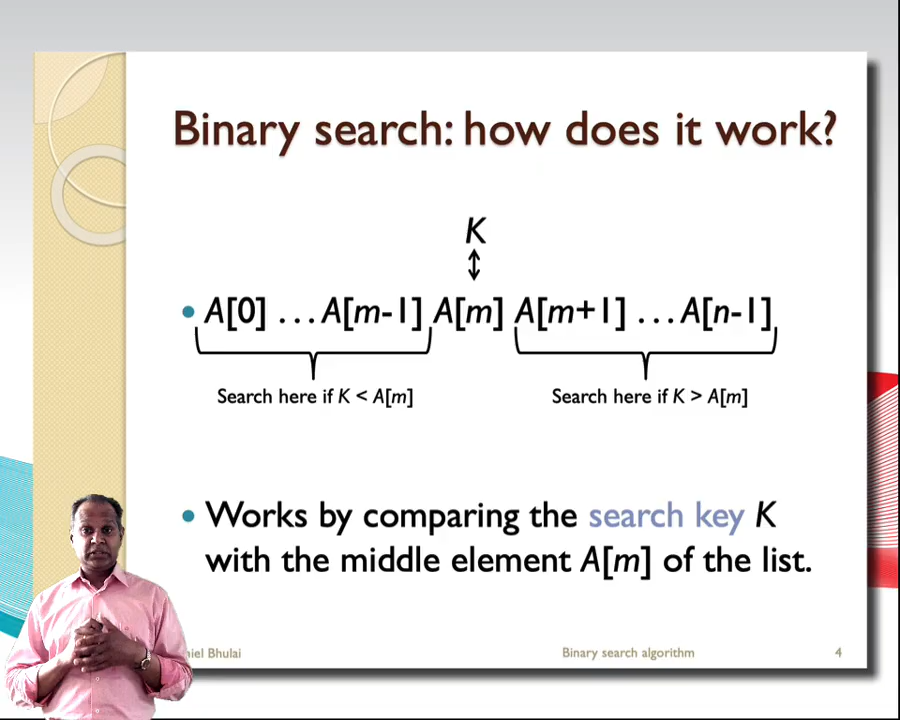 Binary search: how does it work?
K
• A[0] ... A[m-1] A[m] A[m+1] ... A[n-1]
Search here if K < A[m]
Search here if K > A[m]
• Works by comparing the search key K
with the middle element A[m] of the list.
Bhulai
Binary search algorithm
4